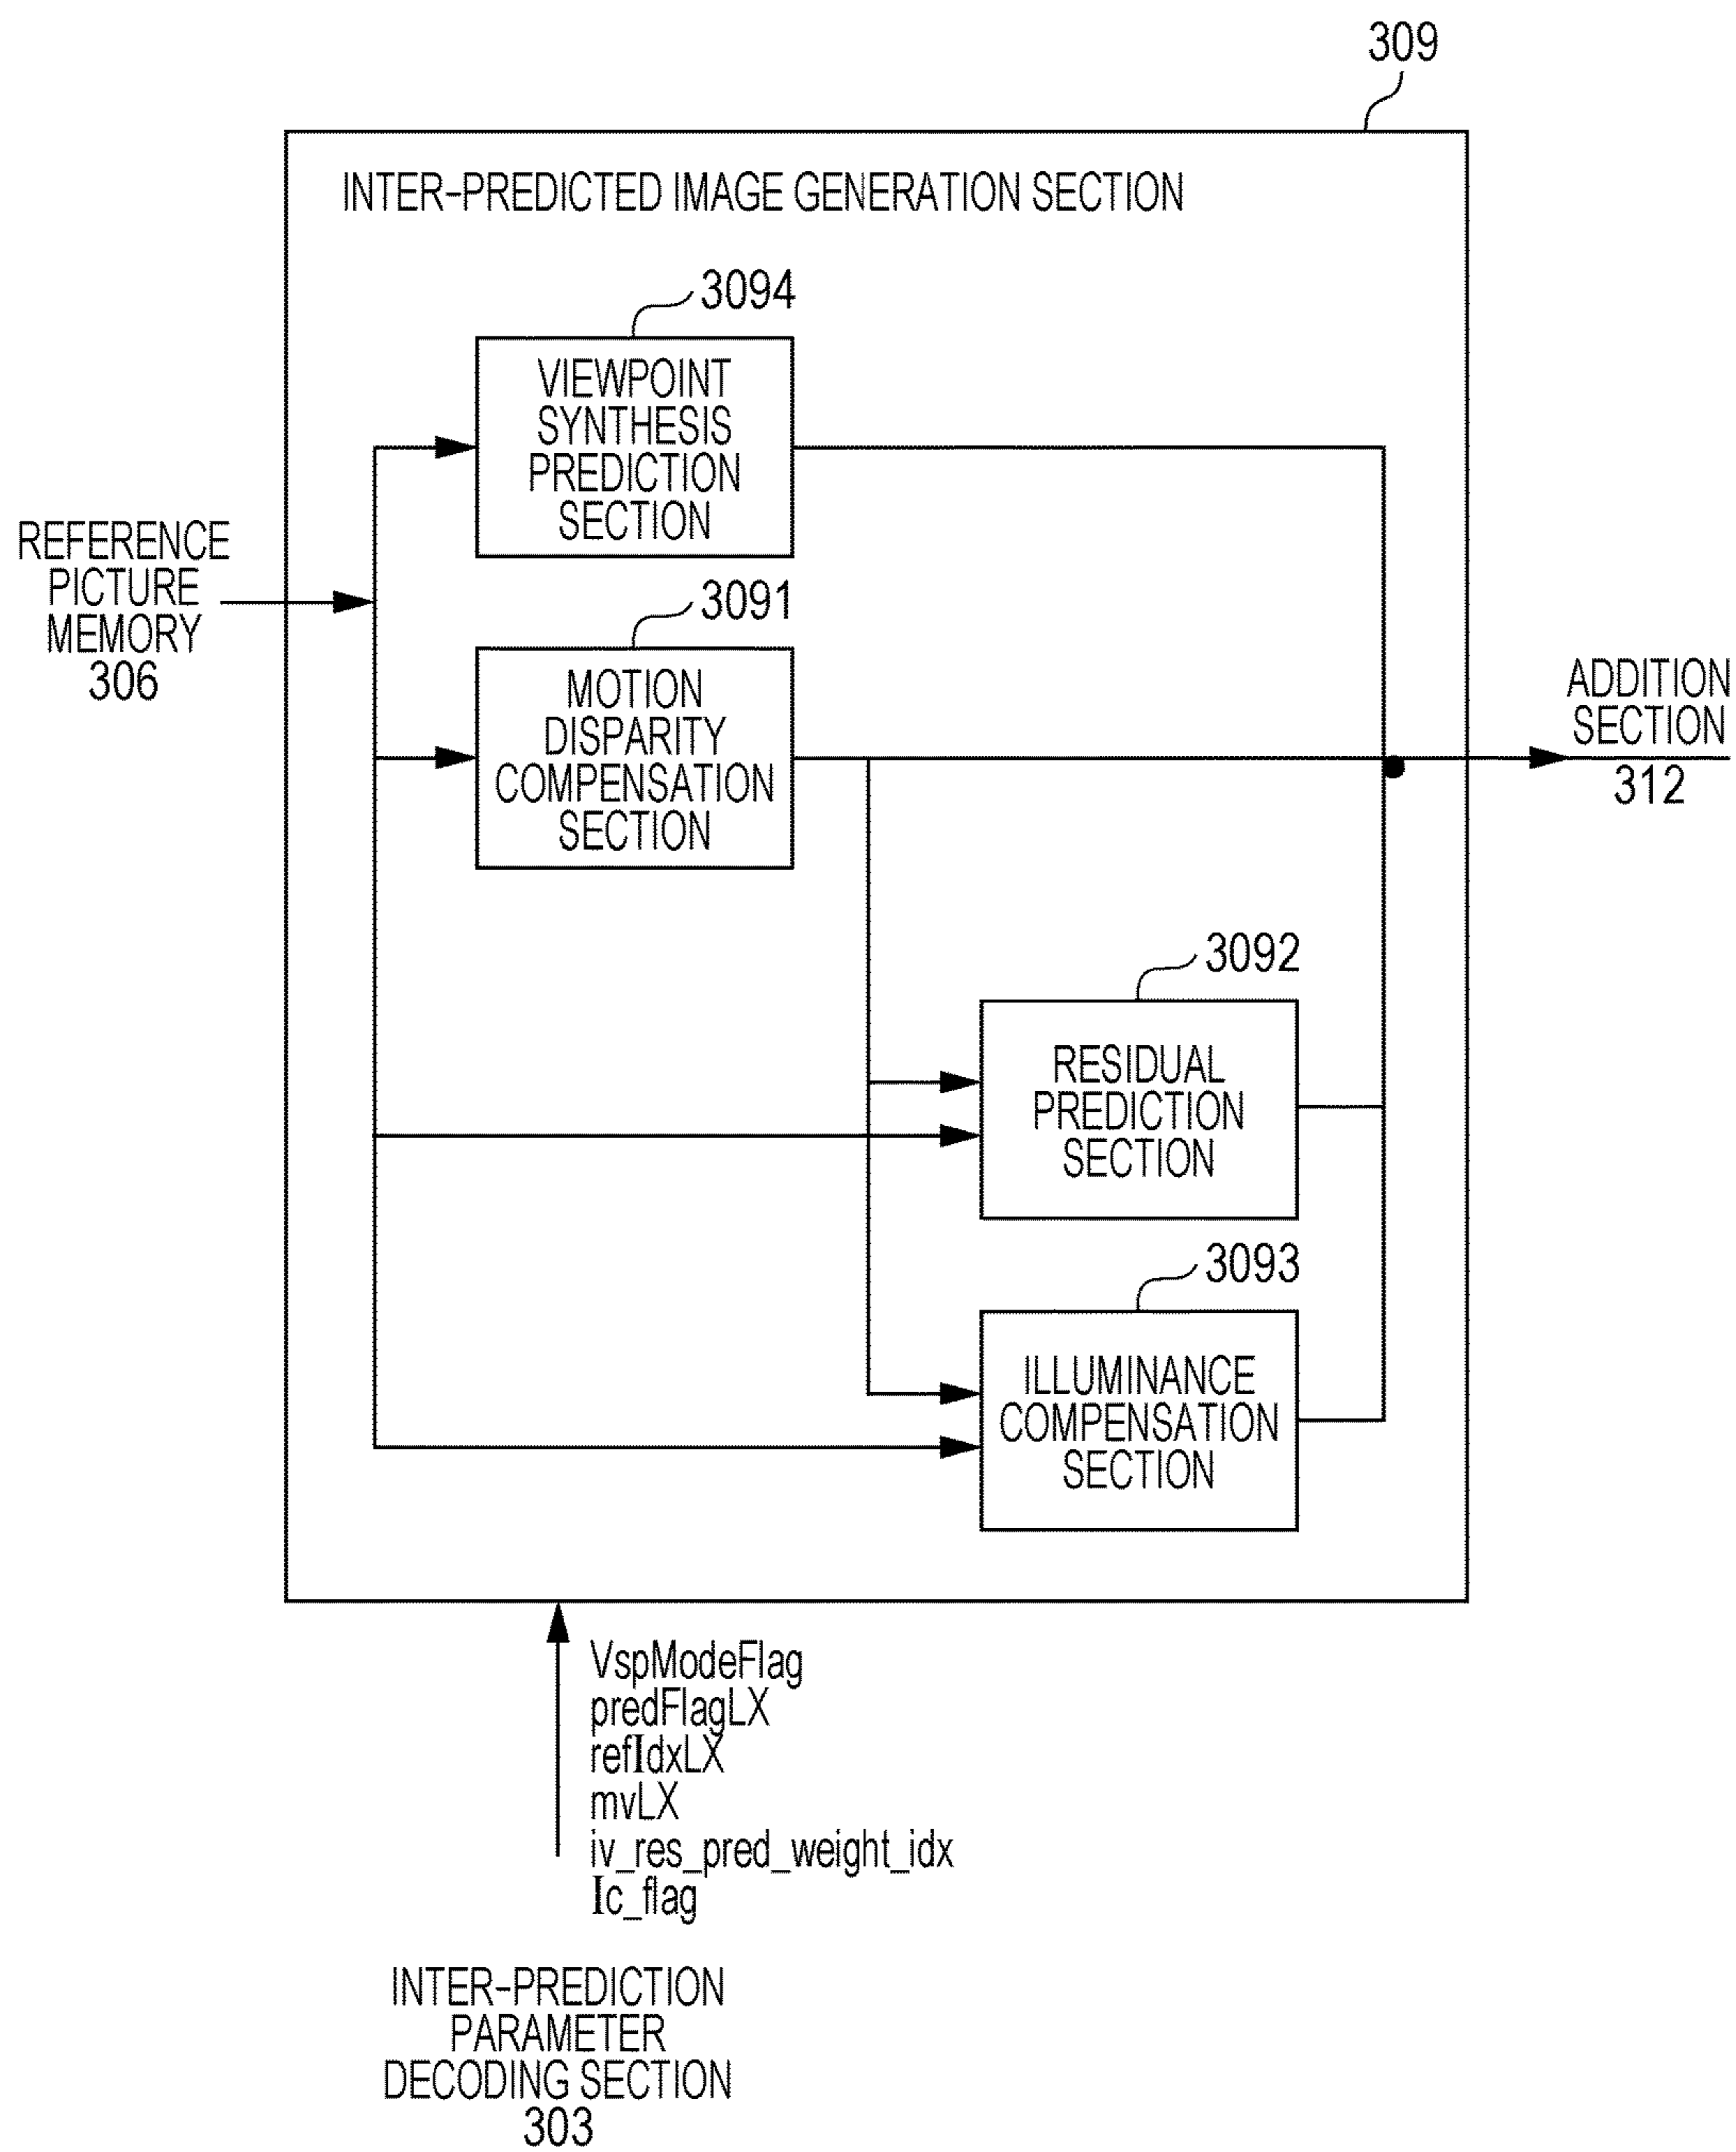 309
INTER-PREDICTED IMAGE GENERATION SECTION
3094
VIEWPOINT
SYNTHESIS
PREDICTION
SECTION
REFERENCE
PICTURE
MEMORY
306
3091
MOTION
DISPARITY
COMPENSATION
SECTION
ADDITION
SECTION
312
3092
RESIDUAL
PREDICTION
SECTION
3093
ILLUMINANCE
COMPENSATION
SECTION
VspModeFlag
predFlagLX
refIdxLX
mvLX
iv_res_pred_weight_idx
Ic_flag
INTER-PREDICTION
PARAMETER
DECODING SECTION
303